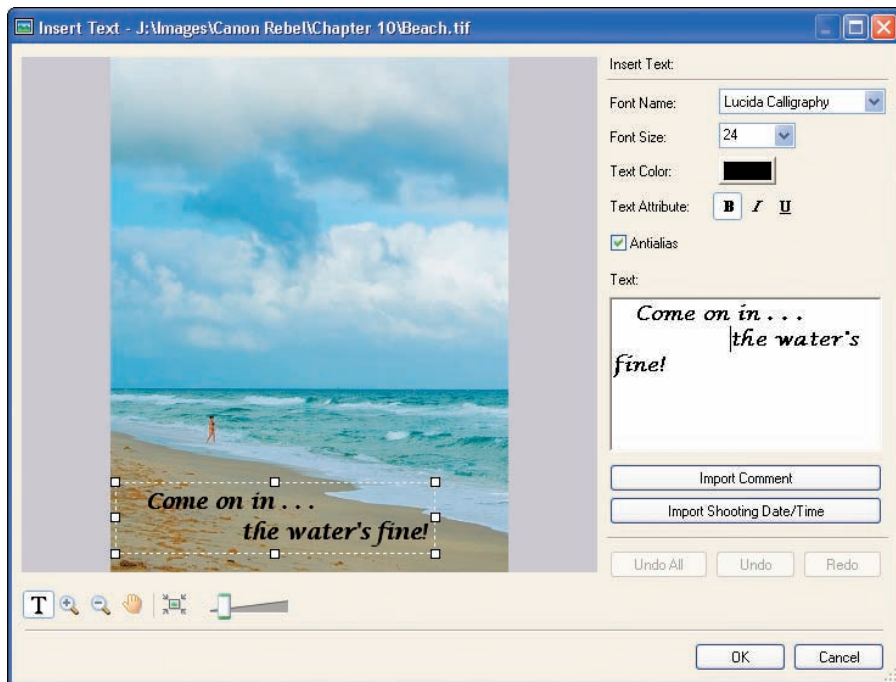 Insert Text - J:\Images\Canon Rebel\Chapter 10\Beach.tif
Insert Text:
Font Name:
Lucida Calligraphy
Font Size:
24
Text Color:
Text Attribute:
B I U
Antialias
Text:
Come on in . . .
the water's
fine!
Import Comment
Import Shooting Date/Time
Undo All
Undo
Redo
Come on in . . .
the water's fine!
T
OK
Cancel